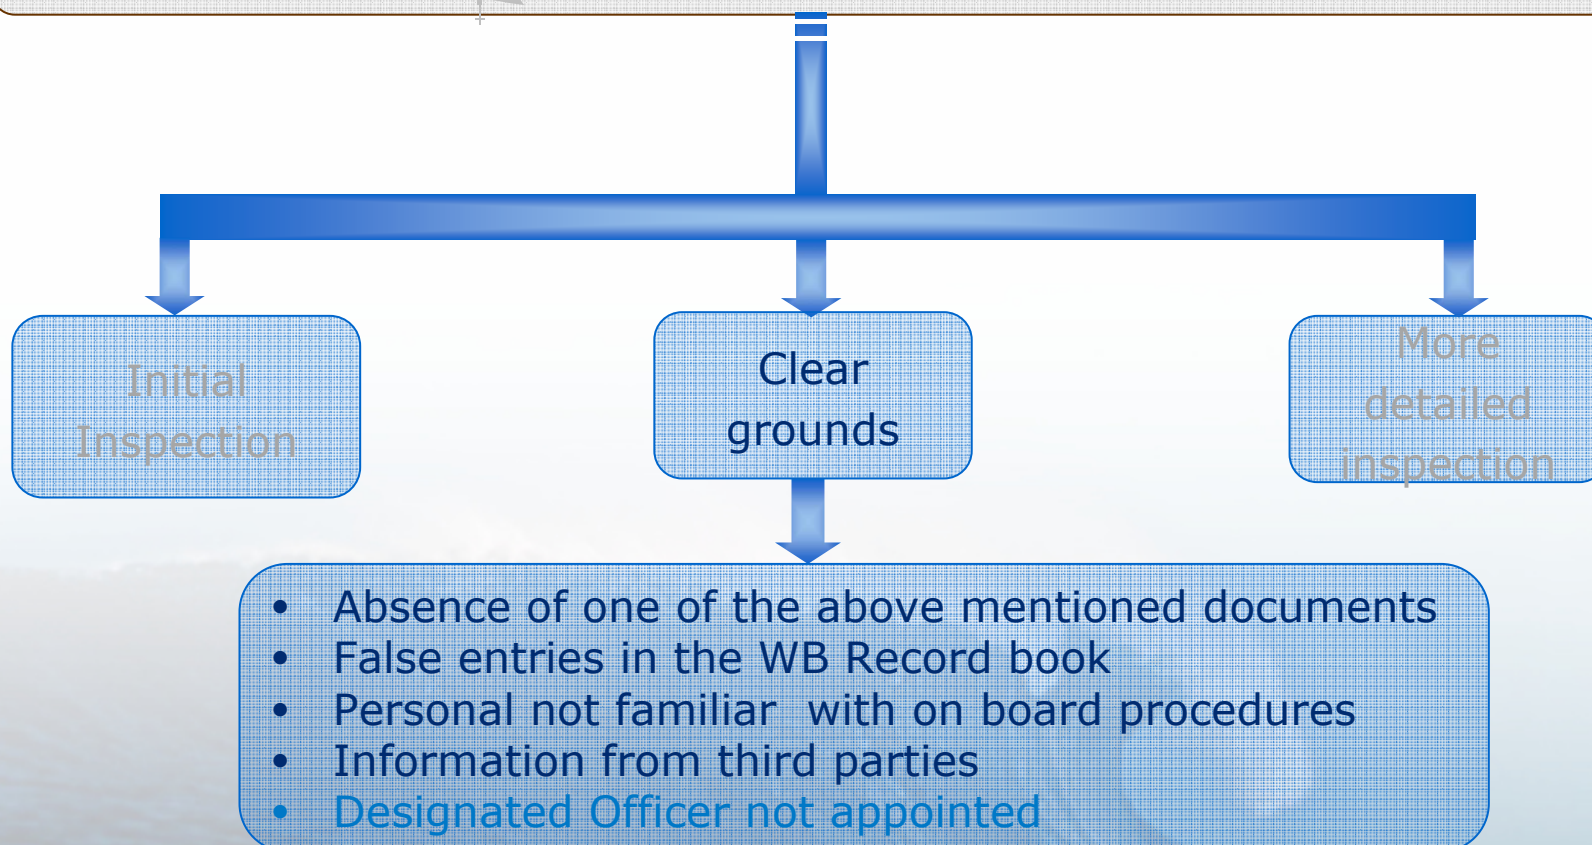 Initial
Inspection
Clear
grounds
More
detailed
inspection
• Absence of one of the above mentioned documents
• False entries in the WB Record book
• Personal not familiar  with on board procedures
• Information from third parties
• Designated Officer not appointed